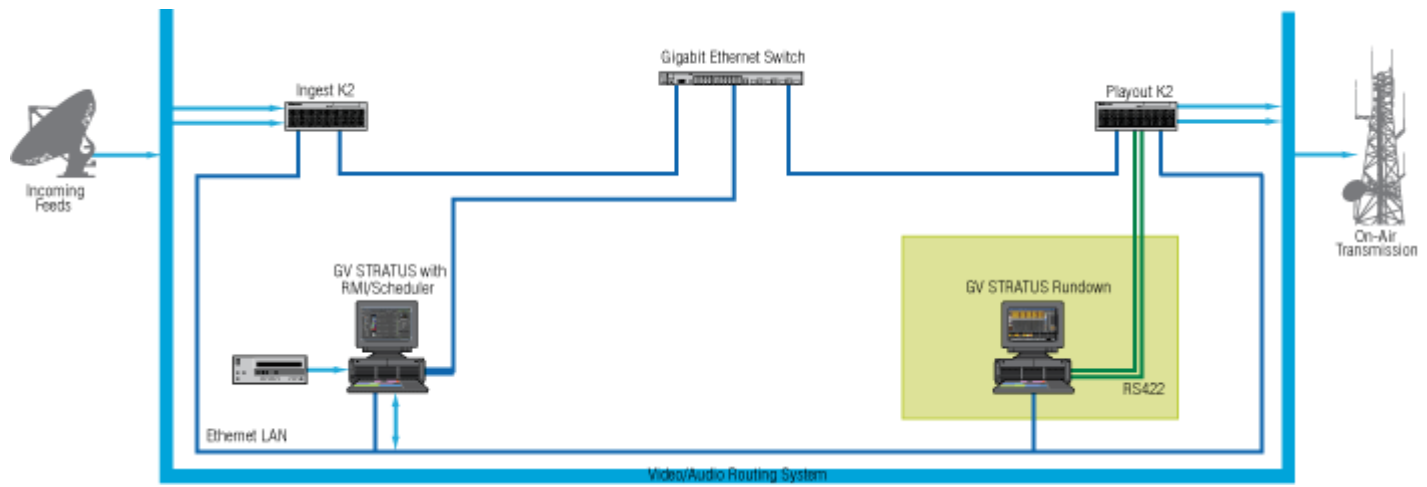 Gigabit Ethernet Switch
Ingest K2
Playout K2
Incoming
Feeds
On-Air
Transmission
GV STRATUS with
RMI/Scheduler
GV STRATUS Rundown
RS422
Ethernet LAN
Video/Audio Routing System